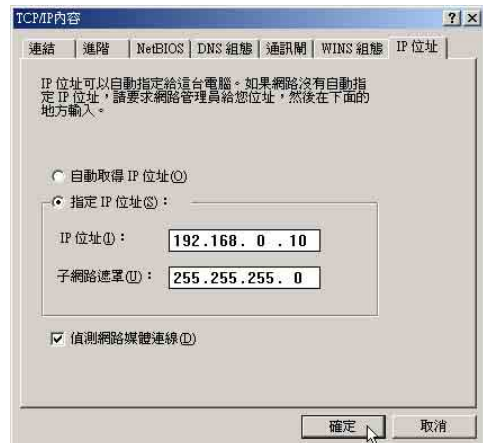 TCP/IP內容
連結 進階 NetBIOS DNS 組態 通訊閘 WINS 組態 IP 位址
IP 位址可以自動指定給這台電腦。如果網路沒有自動指
定 IP 位址，請要求網路管理員給您位址，然後在下面的
地方輸入。
自動取得 IP 位址(O)
指定 IP 位址(S)：
IP 位址(I)： 192.168. 0 .10
子網路遮罩(U)： 255.255.255. 0
偵測網路媒體連線(D)
確定 取消